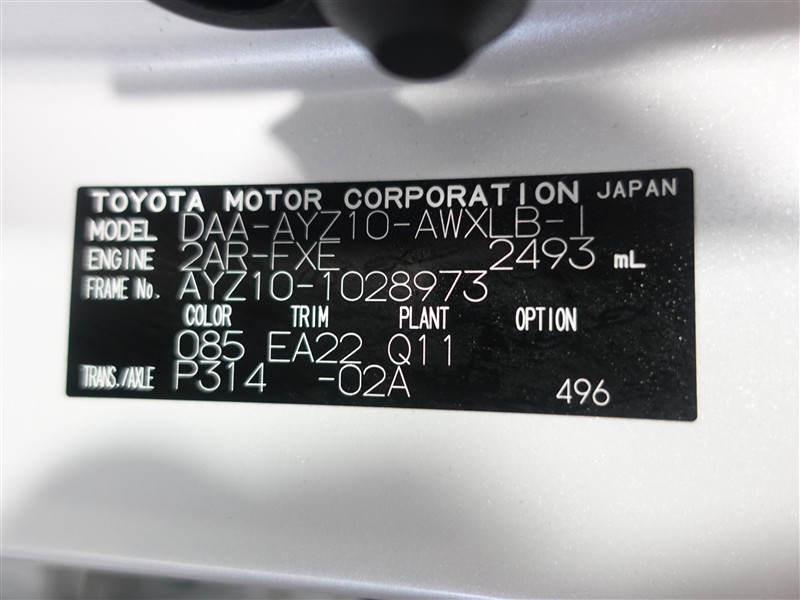 TOYOTA MOTOR CORPORATION JAPAN
MODEL DAA-AYZ10-AWXLB-I
ENGINE 2AR-FXE 2493 mL
FRAME No. AYZ10-1028973
COLOR TRIM PLANT OPTION
085 EA22 Q11
TRANS./AXLE P314 -02A 496